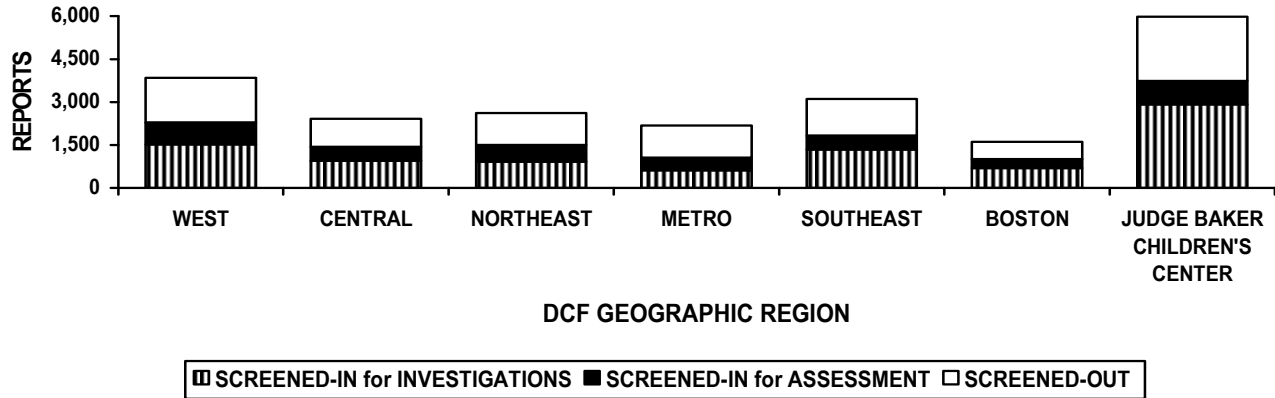 6,000
4,500
3,000
1,500
0
REPORTS
WEST CENTRAL NORTHEAST METRO SOUTHEAST BOSTON JUDGE BAKER
CHILDREN'S
CENTER
DCF GEOGRAPHIC REGION
SCREENED-IN for INVESTIGATIONS SCREENED-IN for ASSESSMENT SCREENED-OUT